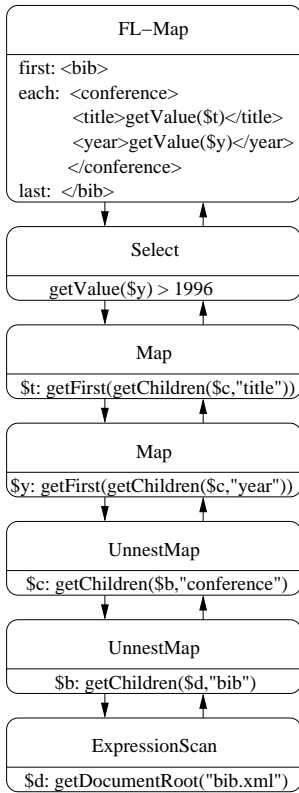 FL−Map
first: <bib>
each: <conference>
<title>getValue($t)</title>
<year>getValue($y)</year>
</conference>
last: </bib>
Select
getValue($y) > 1996
Map
$t: getFirst(getChildren($c,"title"))
Map
$y: getFirst(getChildren($c,"year"))
UnnestMap
$c: getChildren($b,"conference")
UnnestMap
$b: getChildren($d,"bib")
ExpressionScan
$d: getDocumentRoot("bib.xml")